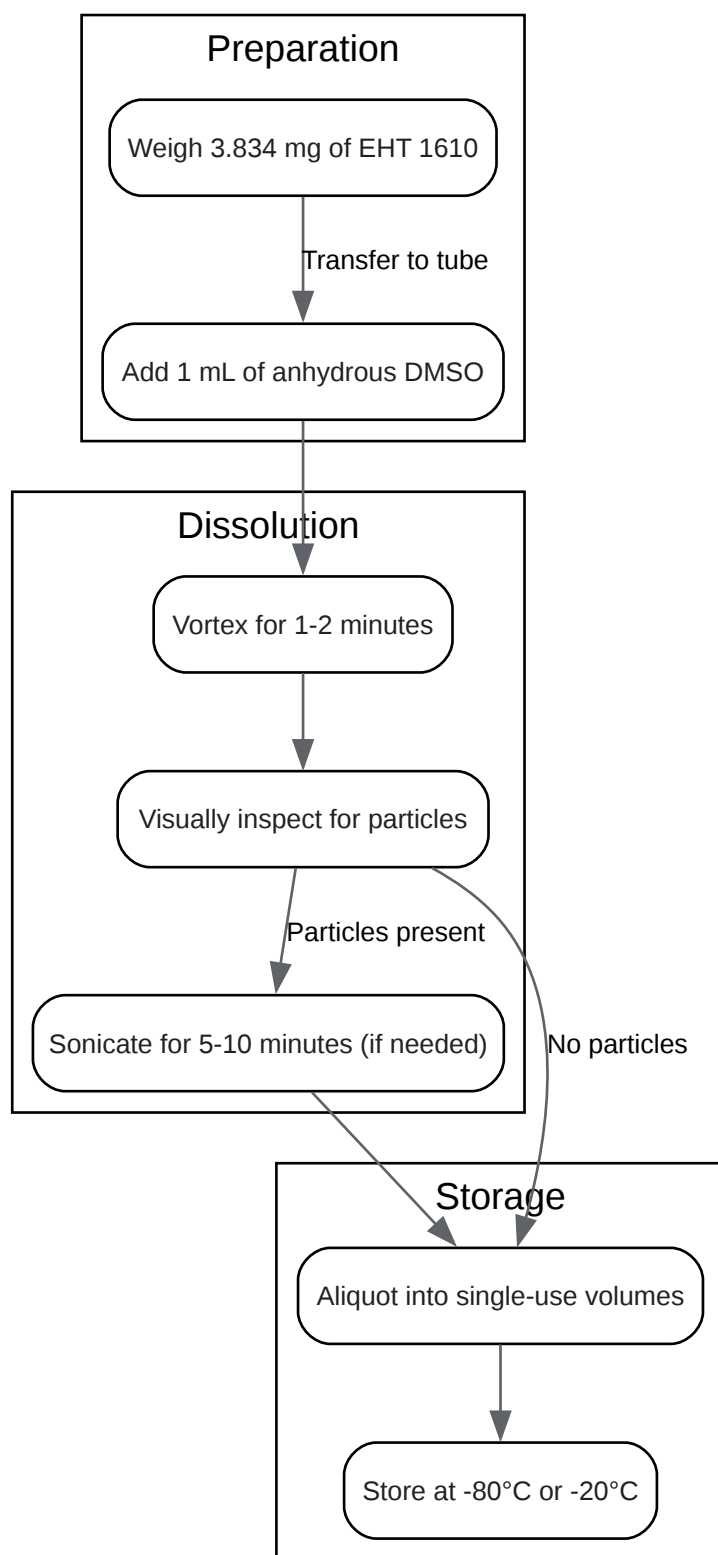 Preparation
Weigh 3.834 mg of EHT 1610
Transfer to tube
Add 1 mL of anhydrous DMSO
Dissolution
Vortex for 1-2 minutes
Visually inspect for particles
Particles present
Sonicate for 5-10 minutes (if needed)
No particles
Storage
Aliquot into single-use volumes
Store at -80°C or -20°C